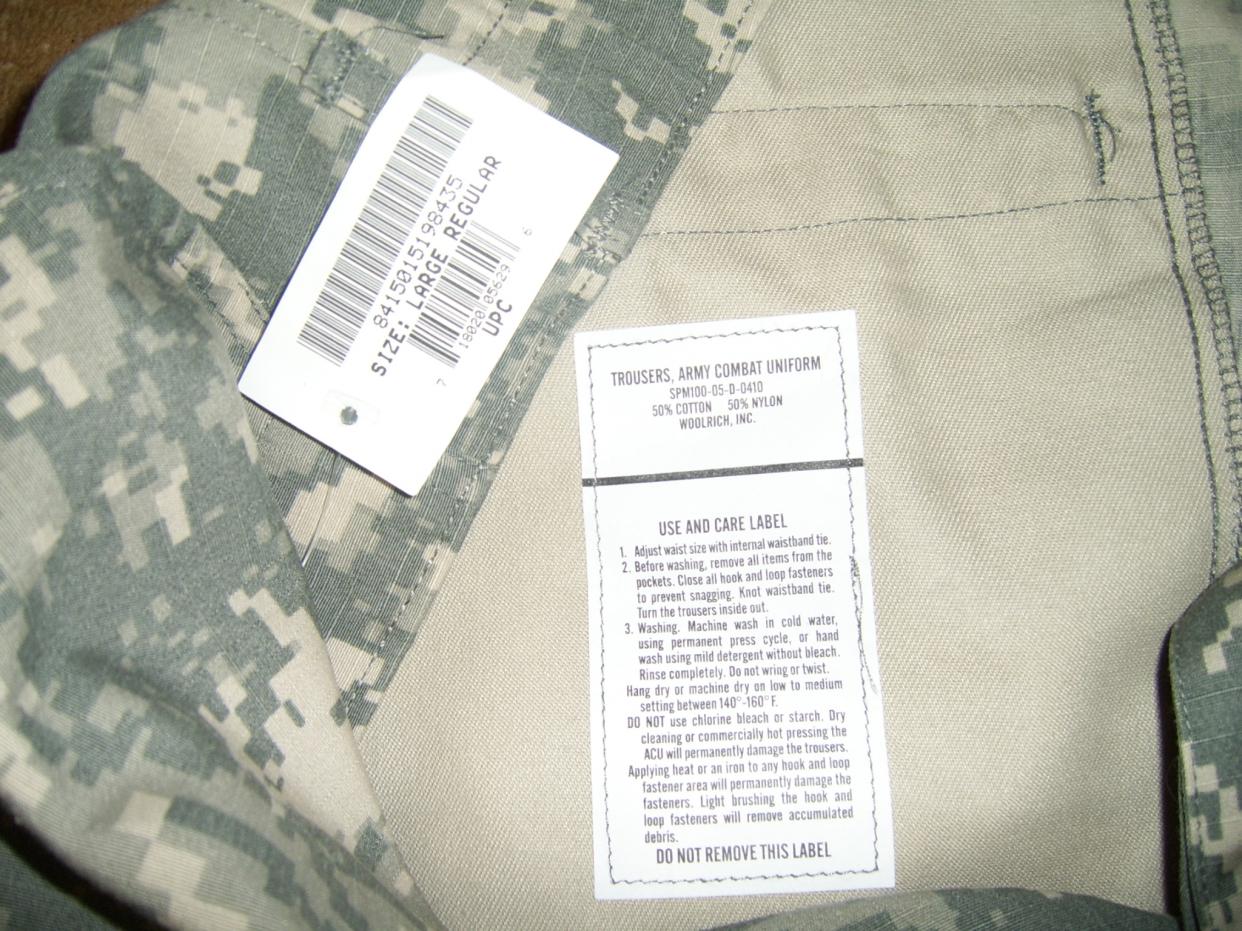 8415015198435
SIZE: LARGE REGULAR
7 18020 05629 6
UPC
TROUSERS, ARMY COMBAT UNIFORM
SPM100-05-D-0410
50% COTTON 50% NYLON
WOOLRICH, INC.
USE AND CARE LABEL
1. Adjust waist size with internal waistband tie.
2. Before washing, remove all items from the
pockets. Close all hook and loop fasteners
to prevent snagging. Knot waistband tie.
Turn the trousers inside out.
3. Washing. Machine wash in cold water,
using permanent press cycle, or hand
wash using mild detergent without bleach.
Rinse completely. Do not wring or twist.
Hang dry or machine dry on low to medium
setting between 140°-160°F.
DO NOT use chlorine bleach or starch. Dry
cleaning or commercially hot pressing the
ACU will permanently damage the trousers.
Applying heat or an iron to any hook and loop
fastener area will permanently damage the
fasteners. Light brushing the hook and
loop fasteners will remove accumulated
debris.
DO NOT REMOVE THIS LABEL